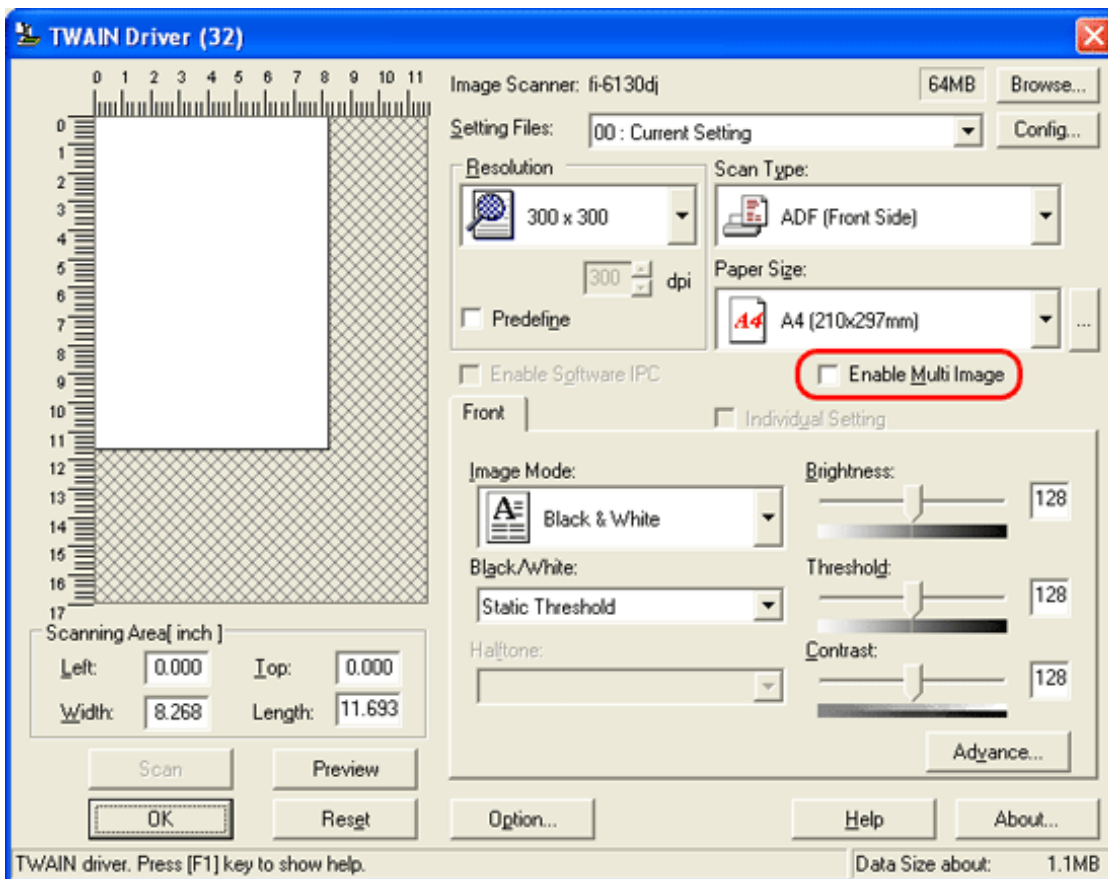 TWAIN Driver (32)
0 1 2 3 4 5 6 7 8 9 10 11
0
1
2
3
4
5
6
7
8
9
10
11
12
13
14
15
16
17
Image Scanner: fi-6130dj 64MB Browse...
Setting Files: 00 : Current Setting Config...
Resolution
300 x 300
300 dpi
Predefine
Scan Type:
ADF (Front Side)
Paper Size:
A4 A4 (210x297mm) ...
Enable Software IPC
Enable Multi Image
Front
Individual Setting
Image Mode:
A Black & White
Black/White:
Static Threshold
Halftone:
Brightness:
128
Threshold:
128
Contrast:
128
Advance...
Scanning Area[ inch ]
Left: 0.000 Top: 0.000
Width: 8.268 Length: 11.693
Scan Preview
OK Reset Option... Help About...
TWAIN driver. Press [F1] key to show help. Data Size about: 1.1MB